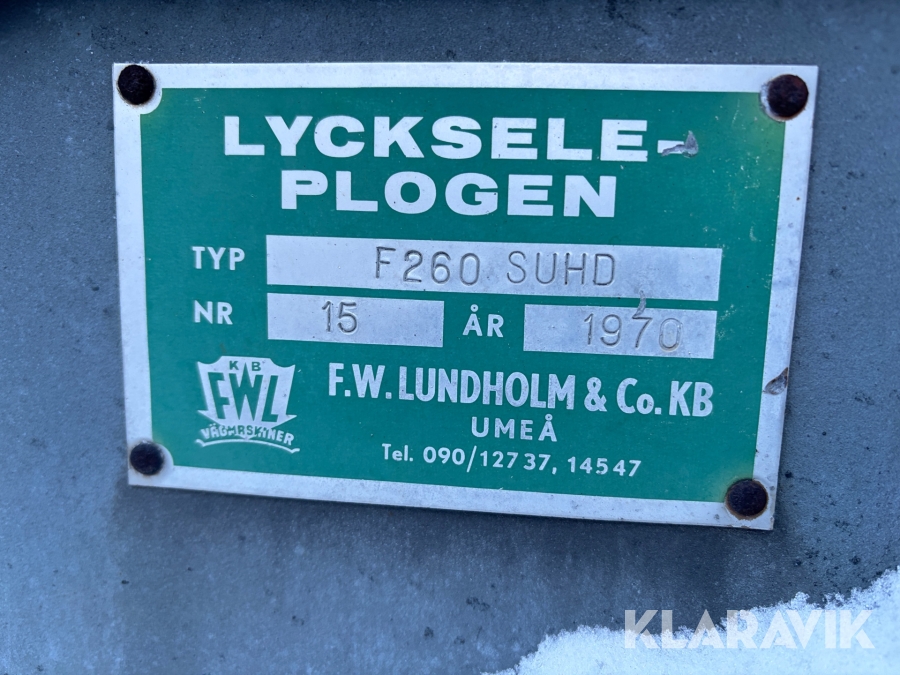 LYCKSELE-
PLOGEN
TYP F260 SUHD
NR 15 ÅR 1970
KB
FWL
VÄGMASKINER
F.W. LUNDHOLM & Co. KB
UMEÅ
Tel. 090/127 37, 145 47
KLARAVIK